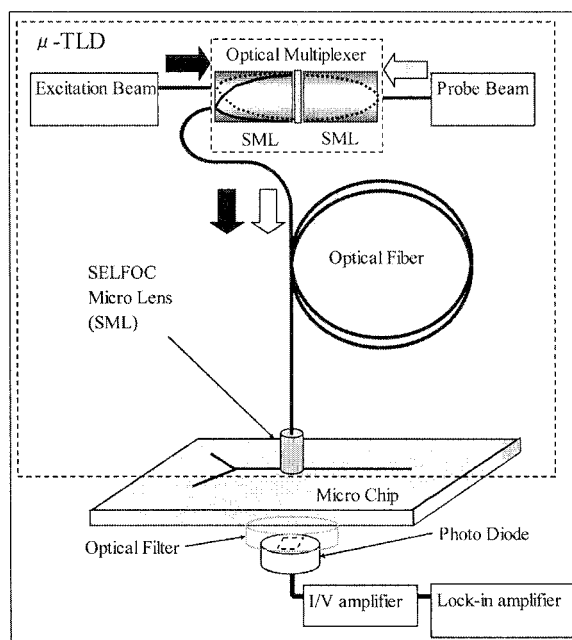 μ-TLD
Optical Multiplexer
Excitation Beam
Probe Beam
SML
SML
Optical Fiber
SELFOC
Micro Lens
(SML)
Micro Chip
Optical Filter
Photo Diode
I/V amplifier
Lock-in amplifier